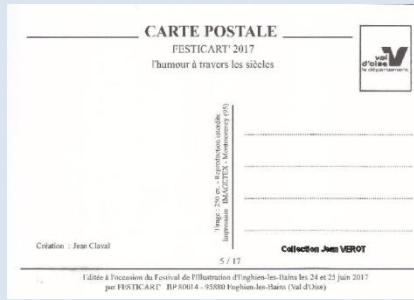 CARTE POSTALE
FESTICART' 2017
l'humour à travers les siècles
val
d'oise
le département
Tirage : 250 ex. - Reproduction interdite
Imprimerie IMAGETEX - Montmorency (95)
Création : Jean Claval
Collection Jean VEROT
5 / 17
Editée à l'occasion du Festival de l'Illustration d'Enghien-les-Bains les 24 et 25 juin 2017
par FESTICART BP 80014 - 95880 Enghien-les-Bains (Val d'Oise)